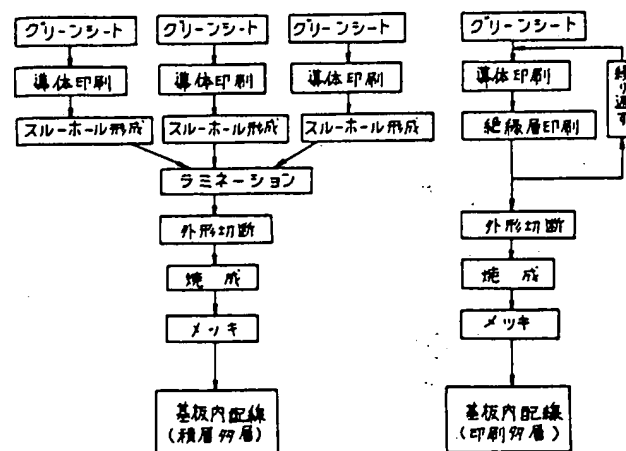 グリーンシート
グリーンシート
グリーンシート
導体印刷
導体印刷
導体印刷
スルーホール形成
スルーホール形成
スルーホール形成
ラミネーション
外形切断
焼成
メッキ
基板内配線
(積層多層)
グリーンシート
導体印刷
絶縁層印刷
繰り返す
外形切断
焼成
メッキ
基板内配線
(印刷多層)